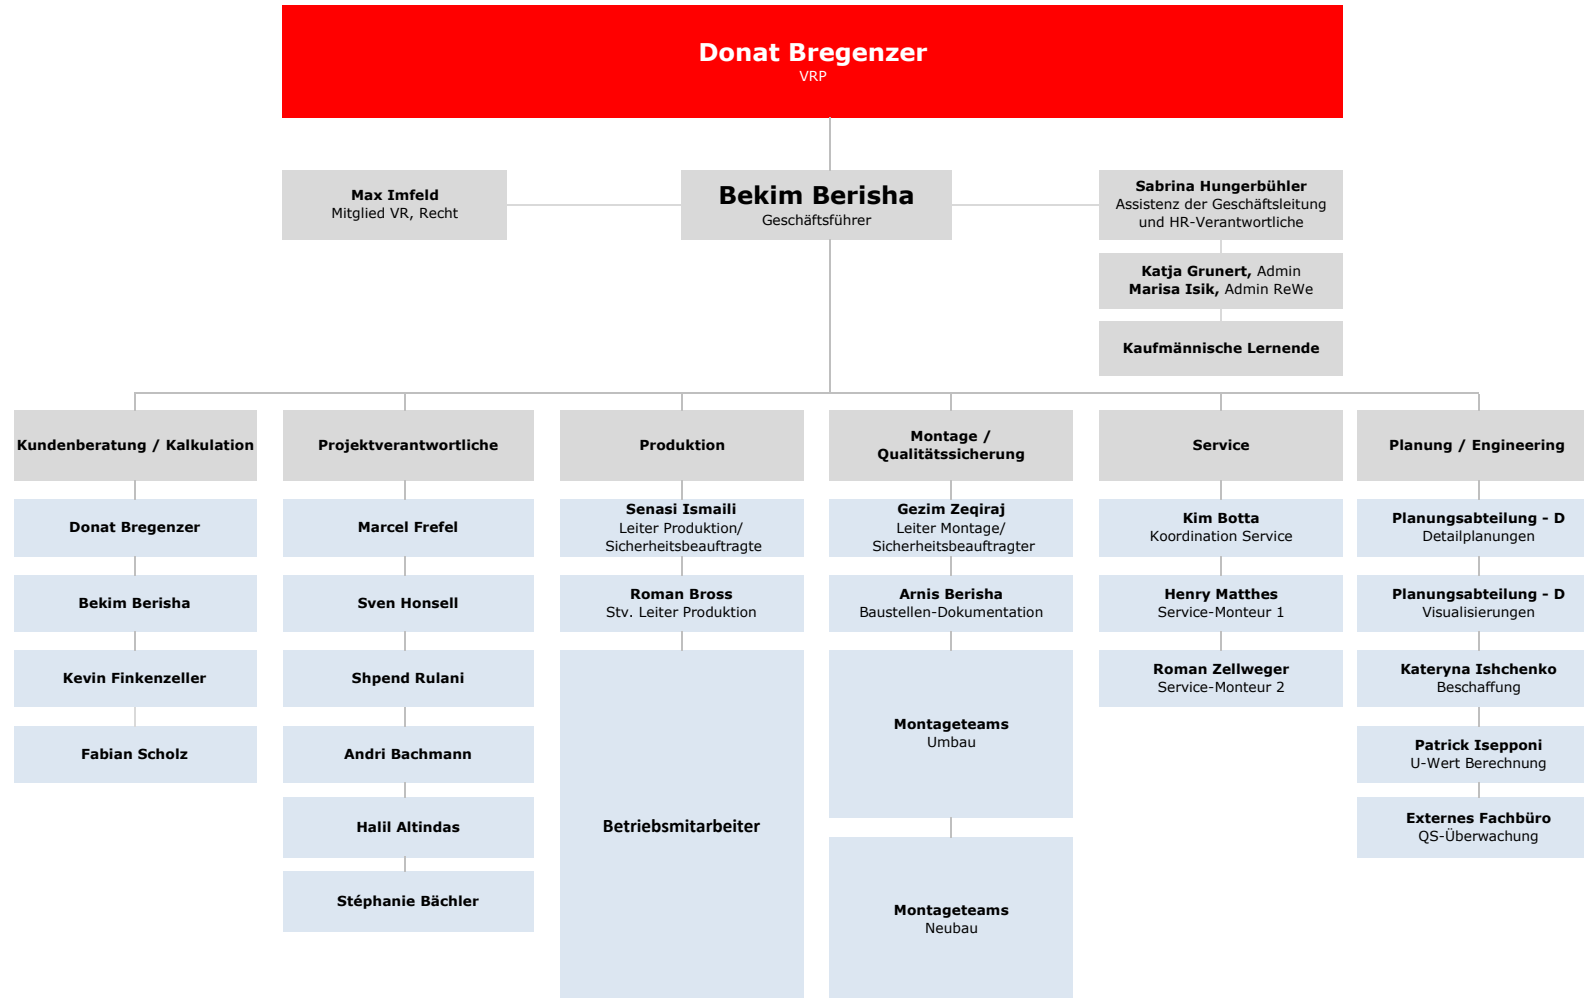 Donat Bregenzer
VRP
Max Imfeld
Mitglied VR, Recht
Bekim Berisha
Geschäftsführer
Sabrina Hungerbühler
Assistenz der Geschäftsleitung
und HR-Verantwortliche
Katja Grunert, Admin
Marisa Isik, Admin ReWe
Kaufmännische Lernende
Kundenberatung / Kalkulation
Donat Bregenzer
Bekim Berisha
Kevin Finkenzeller
Fabian Scholz
Projektverantwortliche
Marcel Frefel
Sven Honsell
Shpend Rulani
Andri Bachmann
Halil Altindas
Stéphanie Bächler
Produktion
Senasi Ismaili
Leiter Produktion/
Sicherheitsbeauftragte
Roman Bross
Stv. Leiter Produktion
Betriebsmitarbeiter
Montage /
Qualitätssicherung
Gezim Zeqiraj
Leiter Montage/
Sicherheitsbeauftragter
Arnis Berisha
Baustellen-Dokumentation
Montageteams
Umbau
Montageteams
Neubau
Service
Kim Botta
Koordination Service
Henry Matthes
Service-Monteur 1
Roman Zellweger
Service-Monteur 2
Planung / Engineering
Planungsabteilung - D
Detailplanungen
Planungsabteilung - D
Visualisierungen
Kateryna Ishchenko
Beschaffung
Patrick Isepponi
U-Wert Berechnung
Externes Fachbüro
QS-Überwachung